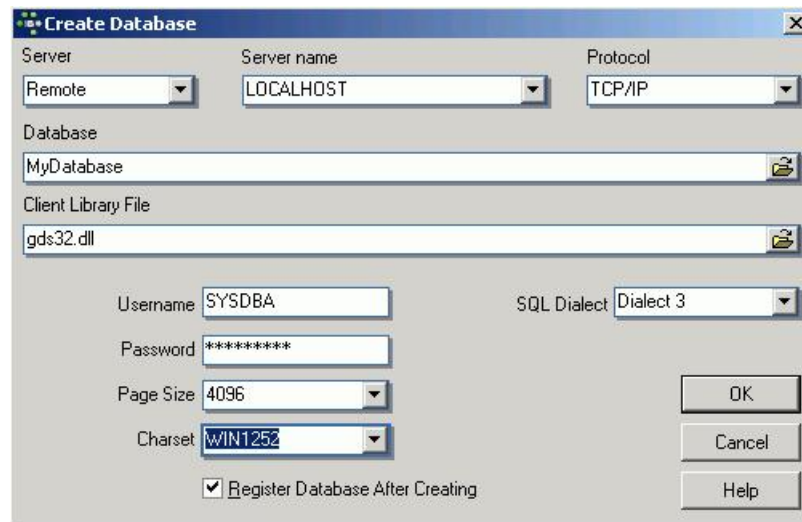 Create Database
Server Server name Protocol
Remote LOCALHOST TCP/IP
Database
MyDatabase
Client Library File
gds32.dll
Username SYSDBA SQL Dialect Dialect 3
Password *********
Page Size 4096 OK
Charset WIN1252 Cancel
Register Database After Creating Help